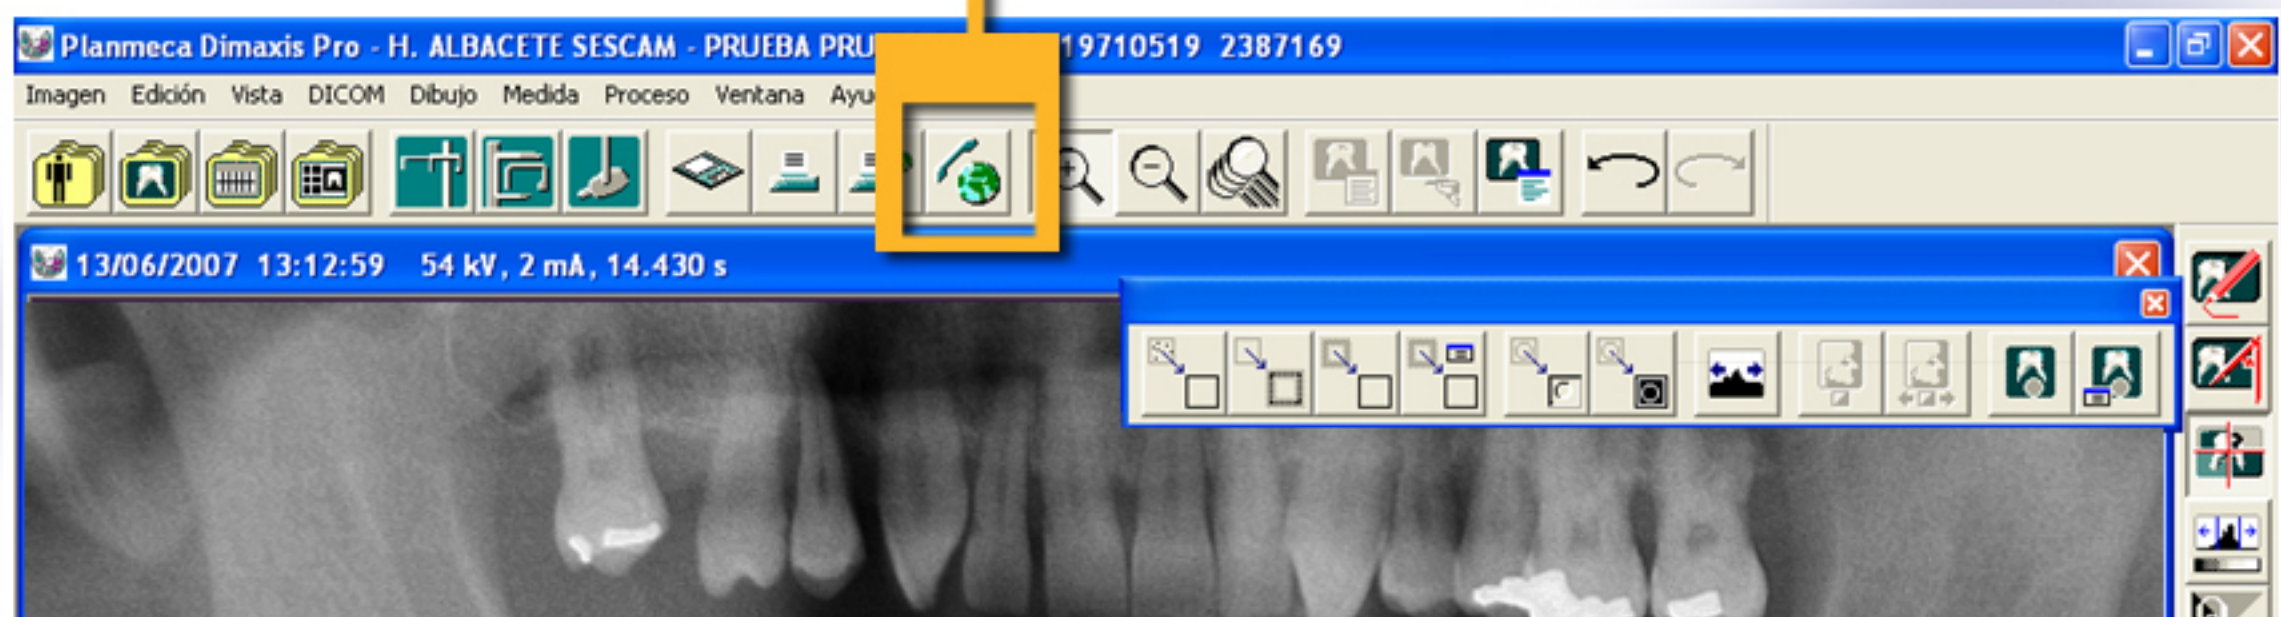 Planmeca Dimaxis Pro - H. ALBACETE SESCAM - PRUEBA PRU 19710519 2387169
Imagen Edición Vista DICOM Dibujo Medida Proceso Ventana Ayu
13/06/2007 13:12:59 54 kV, 2 mA, 14.430 s